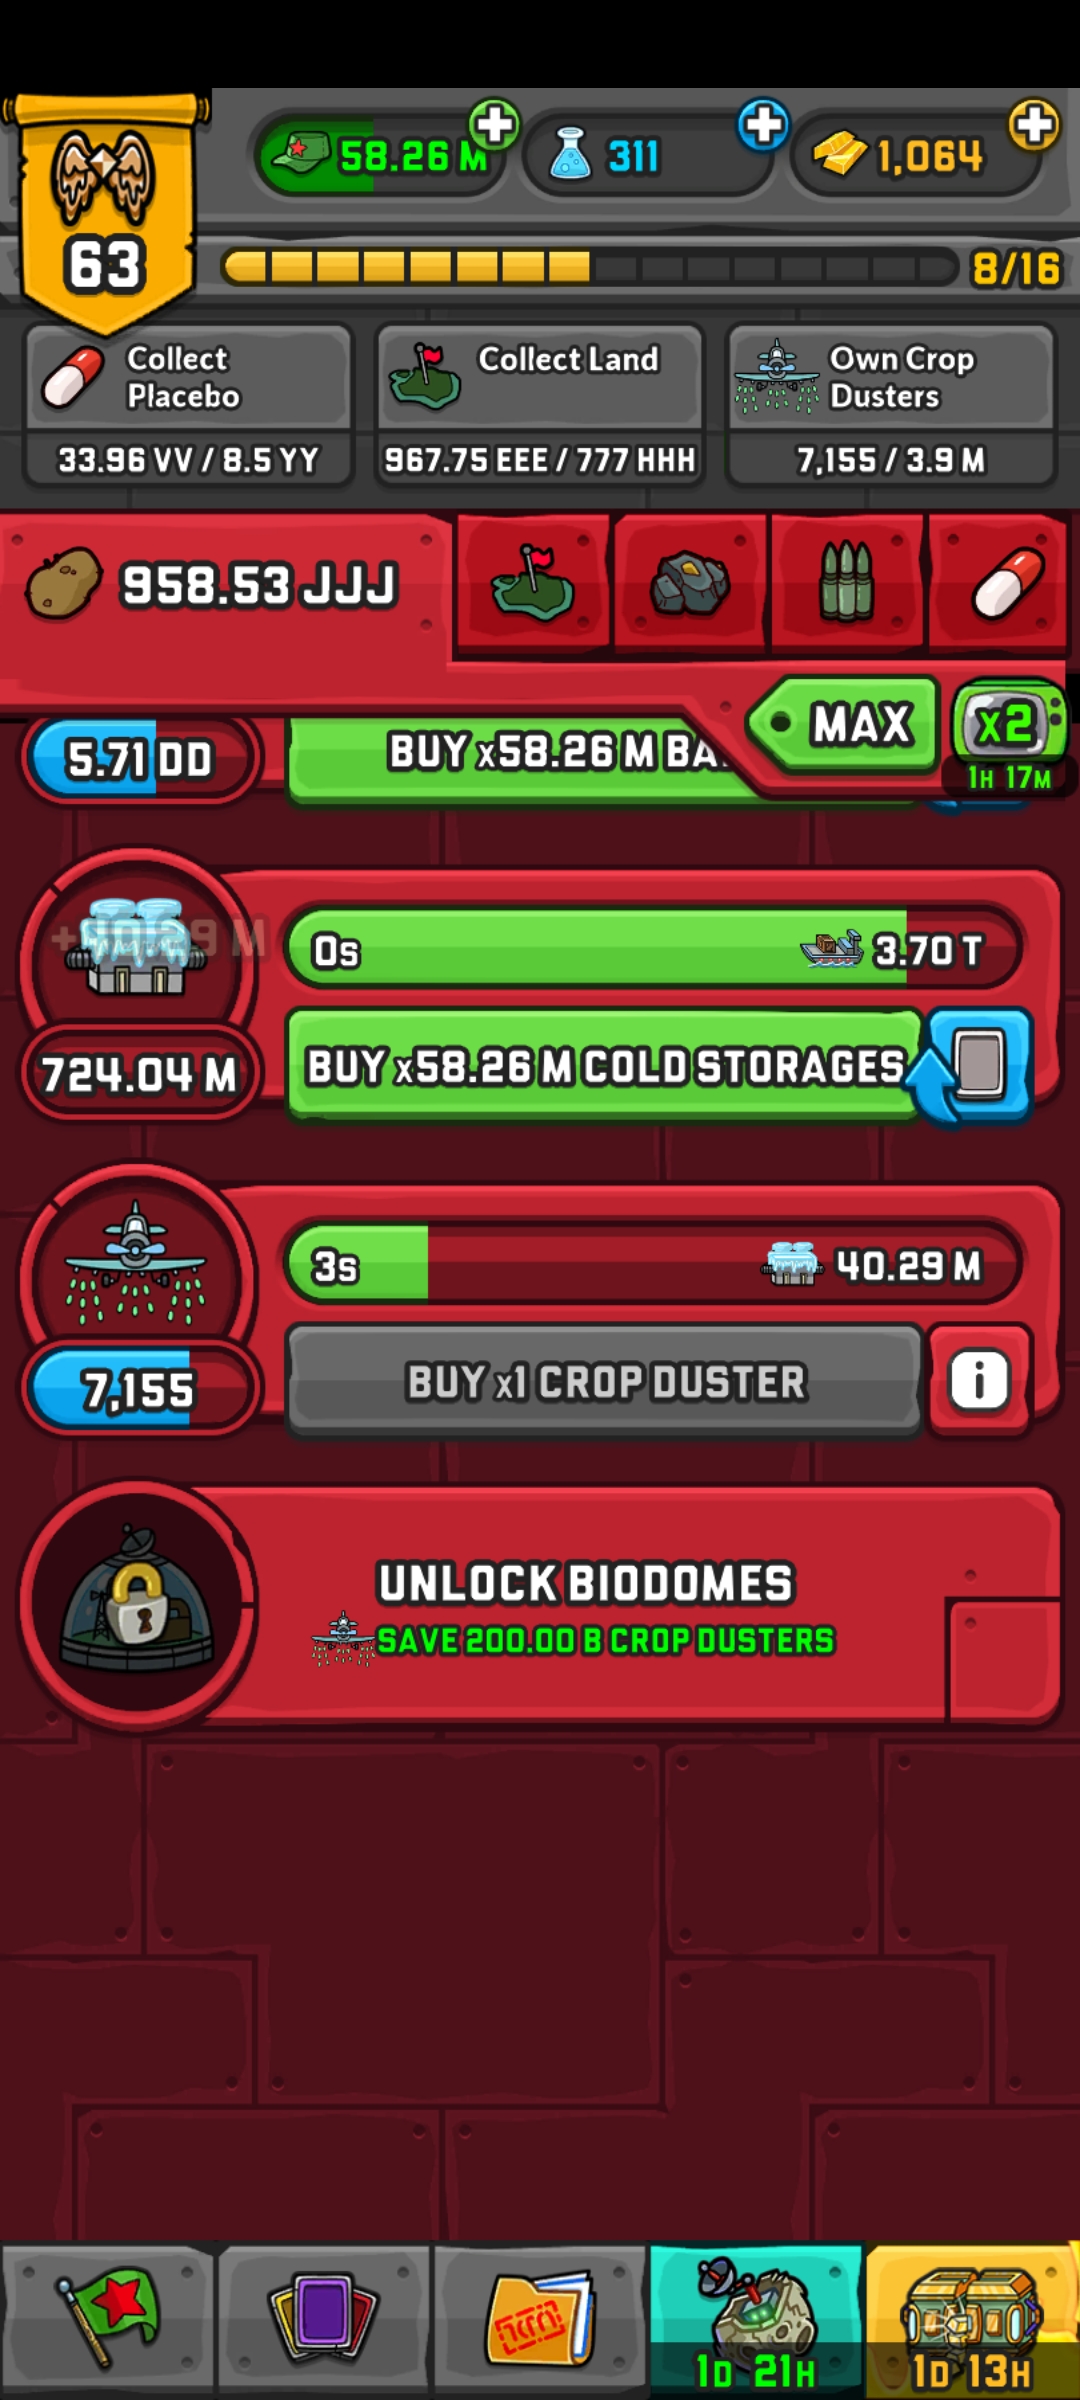 58.26 M
311
1,064
63
8/16
Collect Placebo
33.96 VV / 8.5 YY
Collect Land
967.75 EEE / 777 HHH
Own Crop Dusters
7,155 / 3.9 M
958.53 JJJ
MAX
x2
1H 17M
5.71 DD
BUY x58.26 M BA
0s
3.70 T
724.04 M
BUY x58.26 M COLD STORAGES
3s
40.29 M
7,155
BUY x1 CROP DUSTER
i
UNLOCK BIODOMES
SAVE 200.00 B CROP DUSTERS
1D 21H
1D 13H